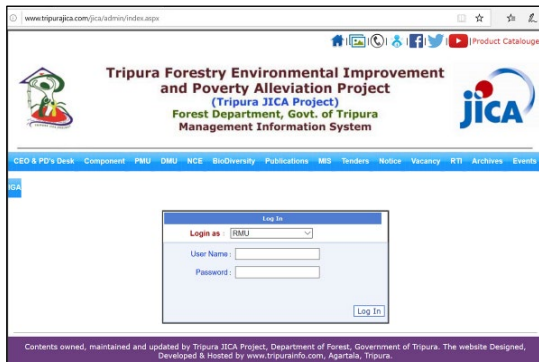 www.tripurajica.com/jica/admin/index.aspx
|Product Catalouge
Tripura Forestry Environmental Improvement
and Poverty Alleviation Project
(Tripura JICA Project)
Forest Department, Govt. of Tripura
Management Information System
jICA
CEO & PD's Desk Component PMU DMU NCE BioDiversity Publications MIS Tenders Notice Vacancy RTI Archives Events
IGA
Log In
Login as : RMU
User Name :
Password :
Log In
Contents owned, maintained and updated by Tripura JICA Project, Department of Forest, Government of Tripura. The website Designed,
Developed & Hosted by www.tripurainfo.com, Agartala, Tripura.